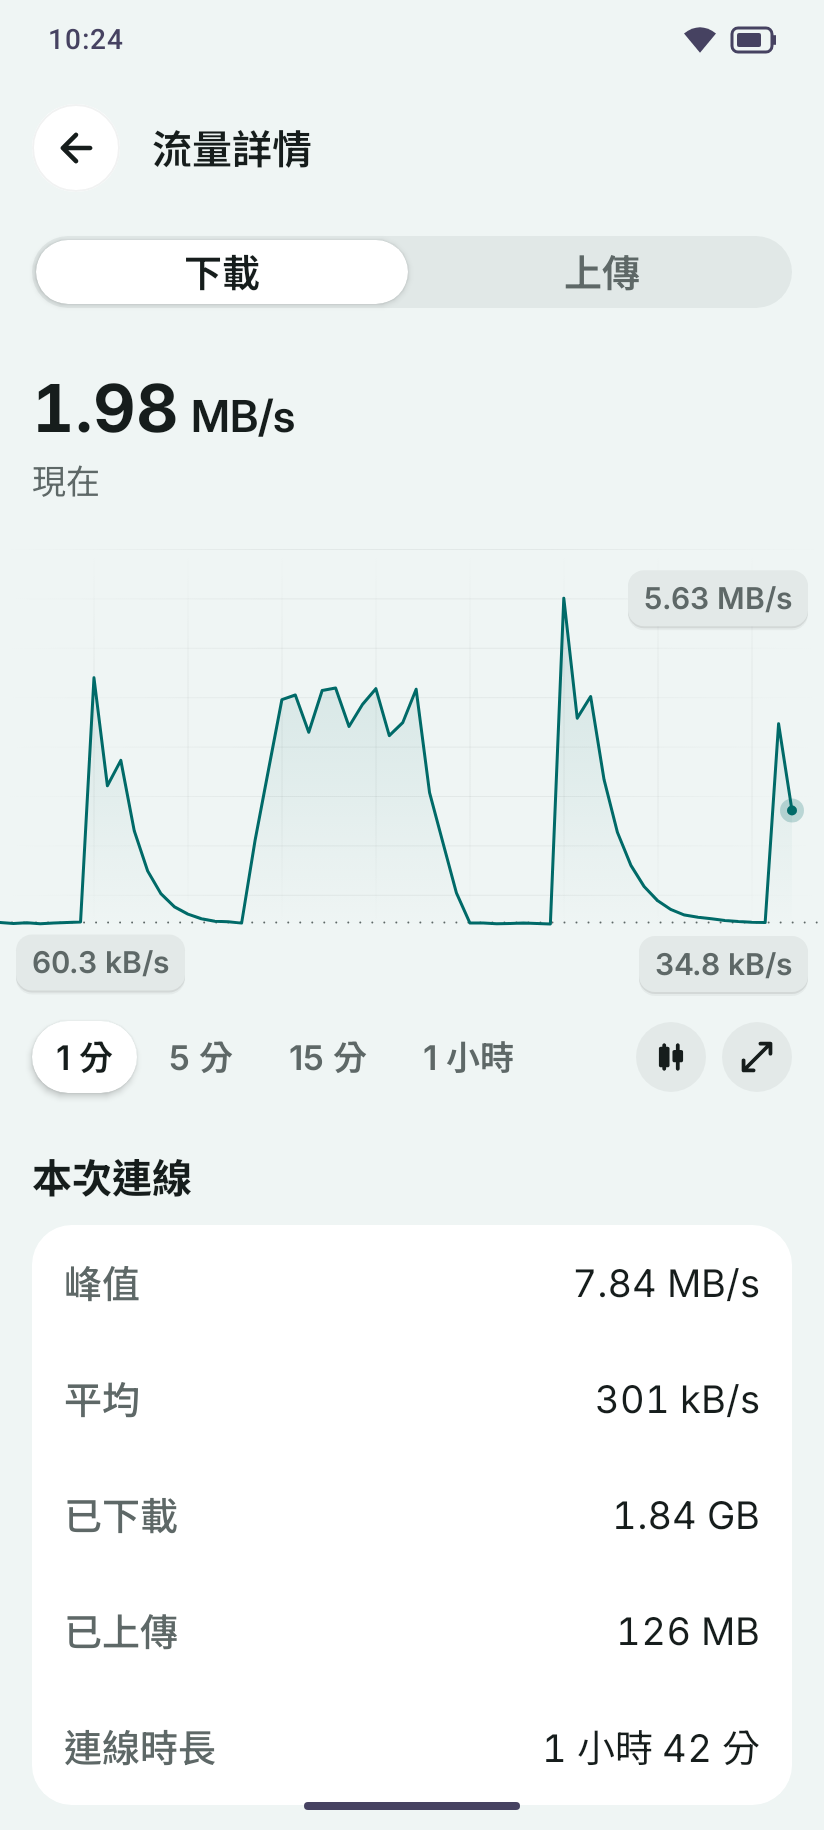 10:24
流量詳情
下載
上傳
1.98 MB/s
現在
5.63 MB/s
60.3 kB/s
34.8 kB/s
1 分
5 分
15 分
1 小時
本次連線
峰值
7.84 MB/s
平均
301 kB/s
已下載
1.84 GB
已上傳
126 MB
連線時長
1 小時 42 分